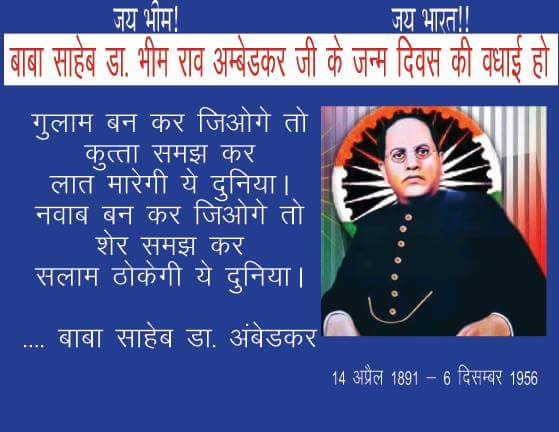 जय भीम! जय भारत!!
बाबा साहेब डा. भीम राव अम्बेडकर जी के जन्म दिवस की वधाई हो
गुलाम बन कर जिओगे तो
कुत्ता समझ कर
लात मारेगी ये दुनिया।
नवाब बन कर जिओगे तो
शेर समझ कर
सलाम ठोकेगी ये दुनिया।
.... बाबा साहेब डा. अंबेडकर
14 अप्रैल 1891 – 6 दिसम्बर 1956